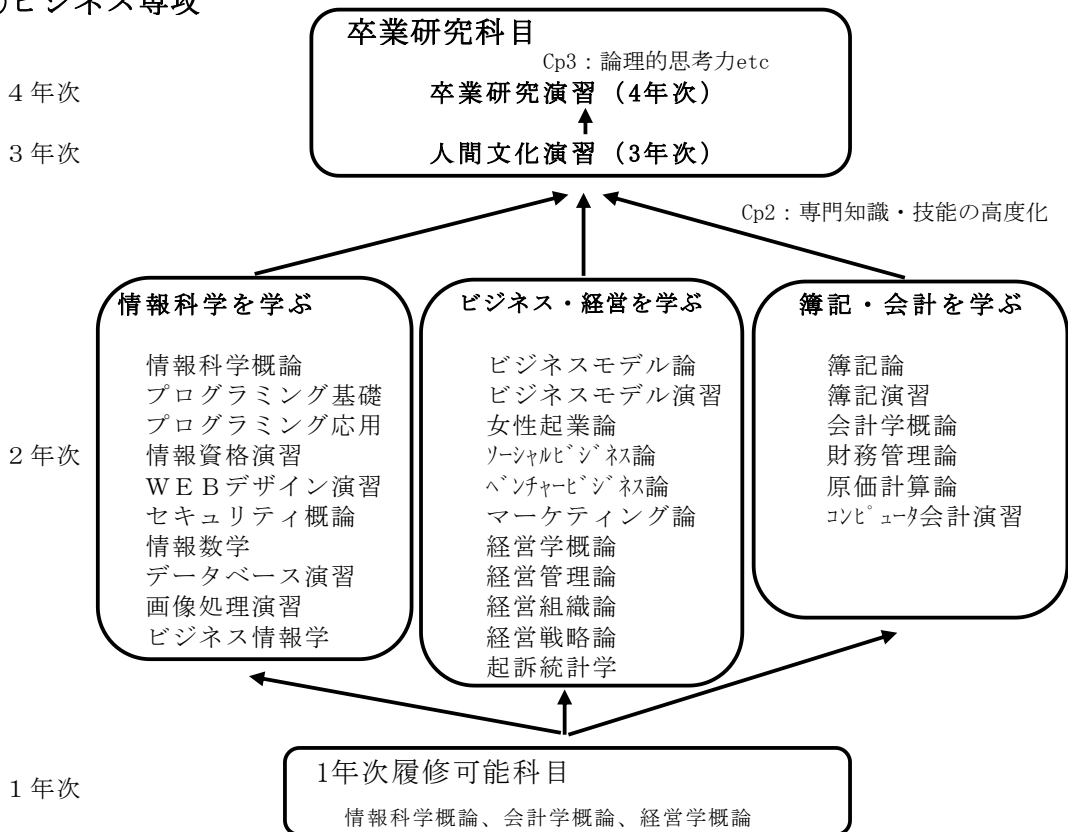 ビジネス専攻
卒業研究科目
Cp3：論理的思考力etc
4年次
卒業研究演習（4年次）
3年次
人間文化演習（3年次）
Cp2：専門知識・技能の高度化
情報科学を学ぶ
情報科学概論
プログラミング基礎
プログラミング応用
情報資格演習
ＷＥＢデザイン演習
セキュリティ概論
情報数学
データベース演習
画像処理演習
ビジネス情報学
ビジネス・経営を学ぶ
ビジネスモデル論
ビジネスモデル演習
女性起業論
ｿｰｼｬﾙﾋﾞｼﾞﾈｽ論
ﾍﾞﾝﾁｬｰﾋﾞｼﾞﾈｽ論
マーケティング論
経営学概論
経営管理論
経営組織論
経営戦略論
起訴統計学
簿記・会計を学ぶ
簿記論
簿記演習
会計学概論
財務管理論
原価計算論
ｺﾝﾋﾟｭｰﾀ会計演習
2年次
1年次
1年次履修可能科目
情報科学概論、会計学概論、経営学概論